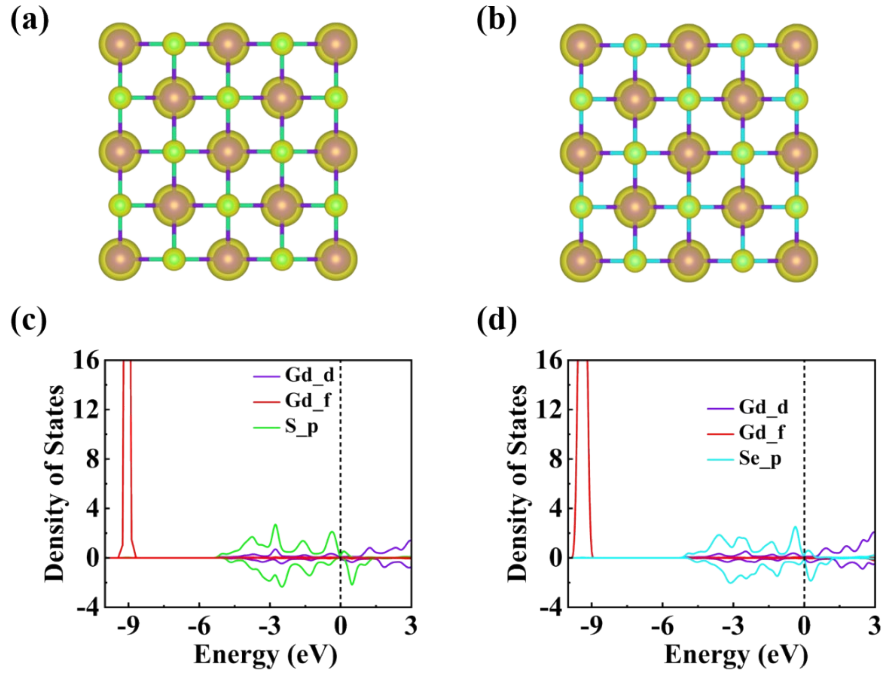 (a)
(b)
(c)
(d)
Density of States
16
12
8
4
0
-4
Gd_d
Gd_f
S_p
-9
-6
-3
0
3
Energy (eV)
Density of States
16
12
8
4
0
-4
Gd_d
Gd_f
Se_p
-9
-6
-3
0
3
Energy (eV)